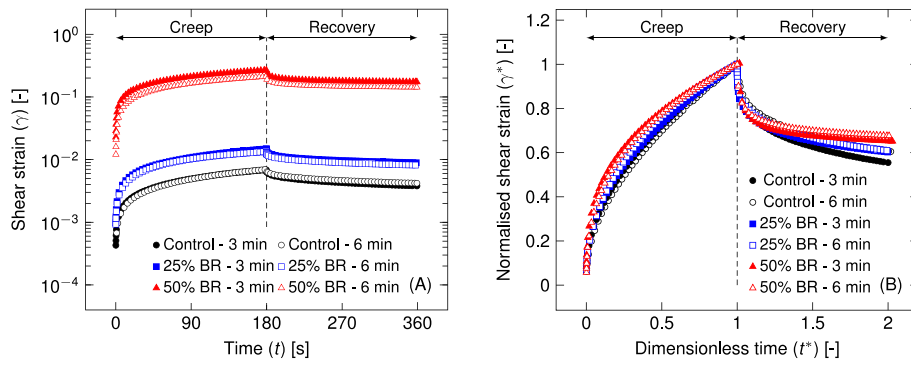 Creep Recovery
10⁰
10⁻¹
10⁻²
10⁻³
10⁻⁴
Shear strain (γ) [-]
Control - 3 min Control - 6 min
25% BR - 3 min 25% BR - 6 min
50% BR - 3 min 50% BR - 6 min
(A)
0 90 180 270 360
Time (t) [s]
Creep Recovery
1.2
1
0.8
0.6
0.4
0.2
0
Normalised shear strain (γ*) [-]
Control - 3 min
Control - 6 min
25% BR - 3 min
25% BR - 6 min
50% BR - 3 min
50% BR - 6 min
(B)
0 0.5 1 1.5 2
Dimensionless time (t*) [-]